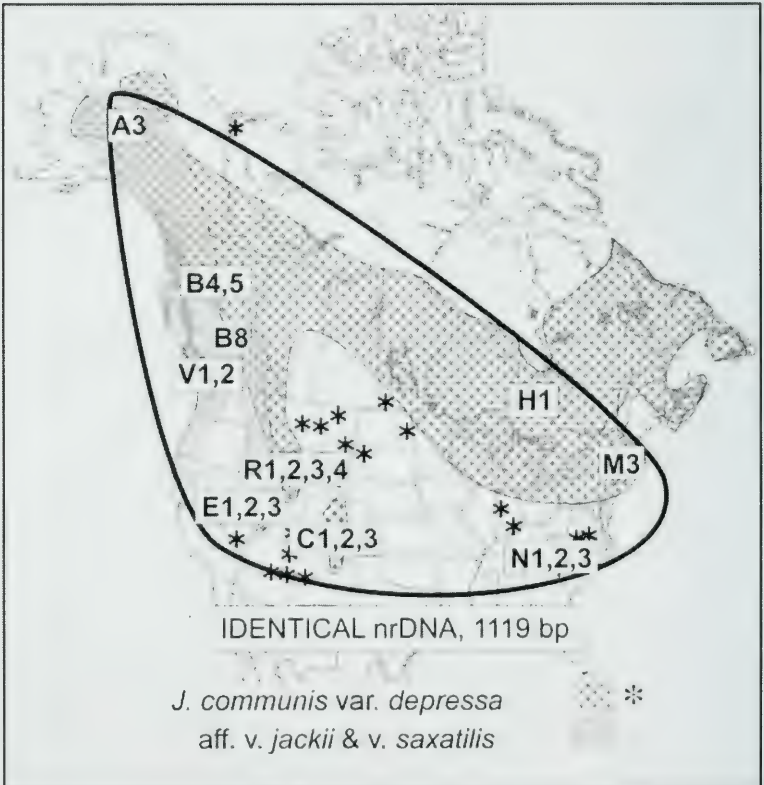 A3
B4,5
B8
V1,2
H1
M3
R1,2,3,4
E1,2,3
C1,2,3
N1,2,3
IDENTICAL nrDNA, 1119 bp
J. communis var. depressa
aff. v. jackii & v. saxatilis